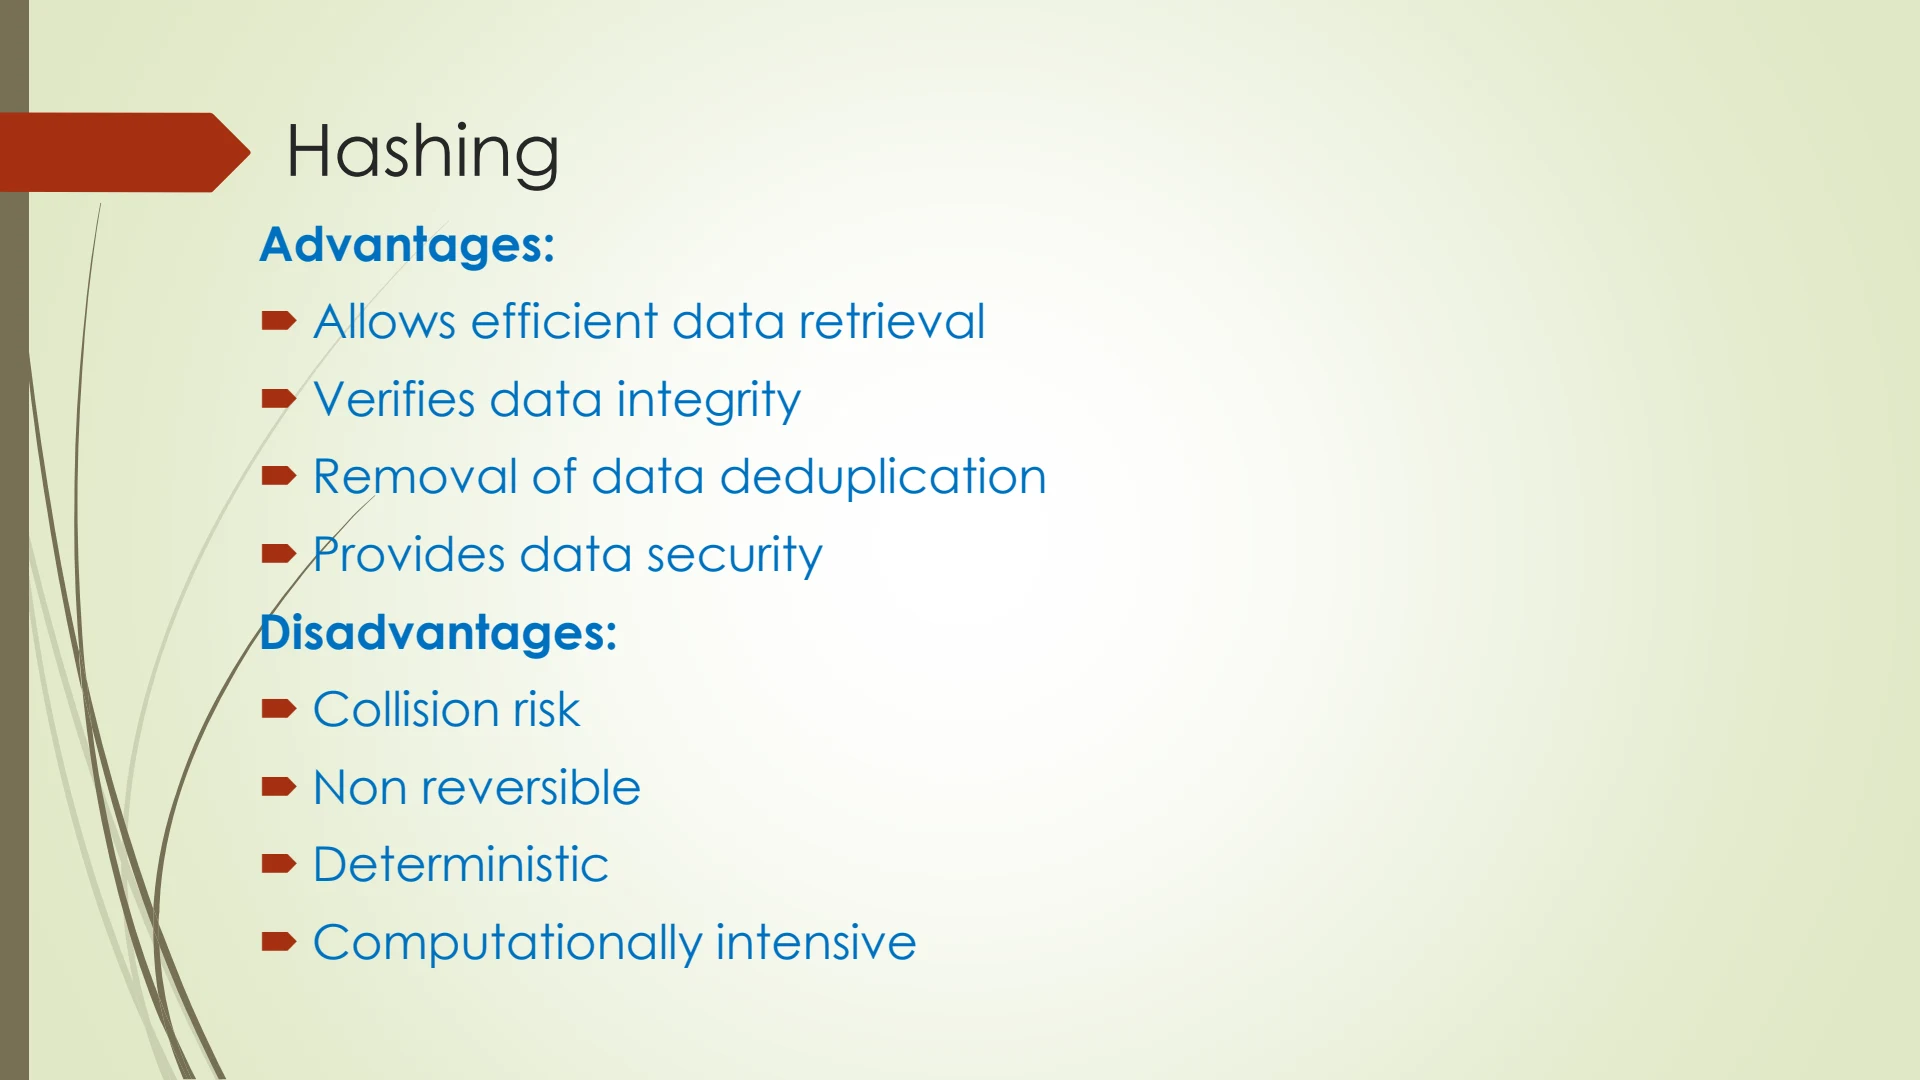 Hashing
Advantages:
Allows efficient data retrieval
Verifies data integrity
Removal of data deduplication
Provides data security
Disadvantages:
Collision risk
Non reversible
Deterministic
Computationally intensive